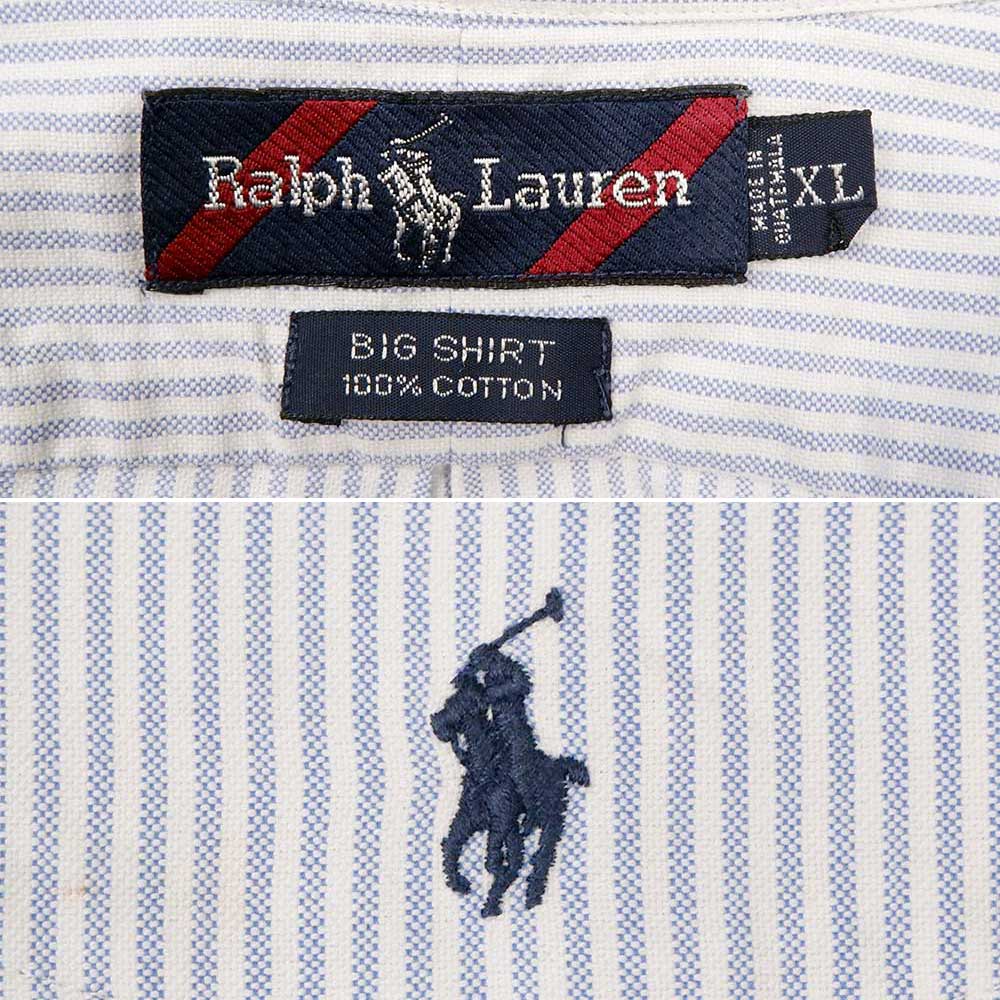 Ralph Lauren
XL
MADE IN
GUATEMALA
BIG SHIRT
100% COTTON